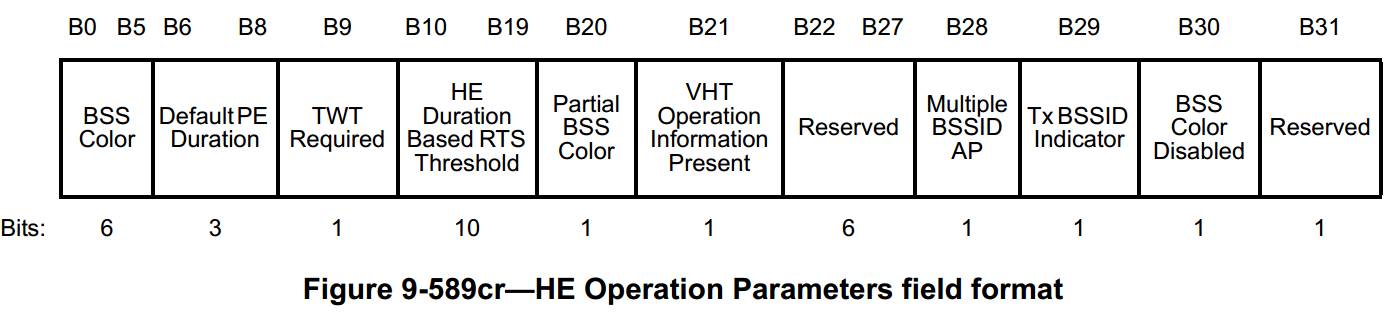 B0 B5 B6 B8 B9 B10 B19 B20 B21 B22 B27 B28 B29 B30 B31
BSS
Color
Default PE
Duration
TWT
Required
HE
Duration
Based RTS
Threshold
Partial
BSS
Color
VHT
Operation
Information
Present
Reserved
Multiple
BSSID
AP
Tx BSSID
Indicator
BSS
Color
Disabled
Reserved
Bits: 6 3 1 10 1 1 6 1 1 1 1
Figure 9-589cr—HE Operation Parameters field format